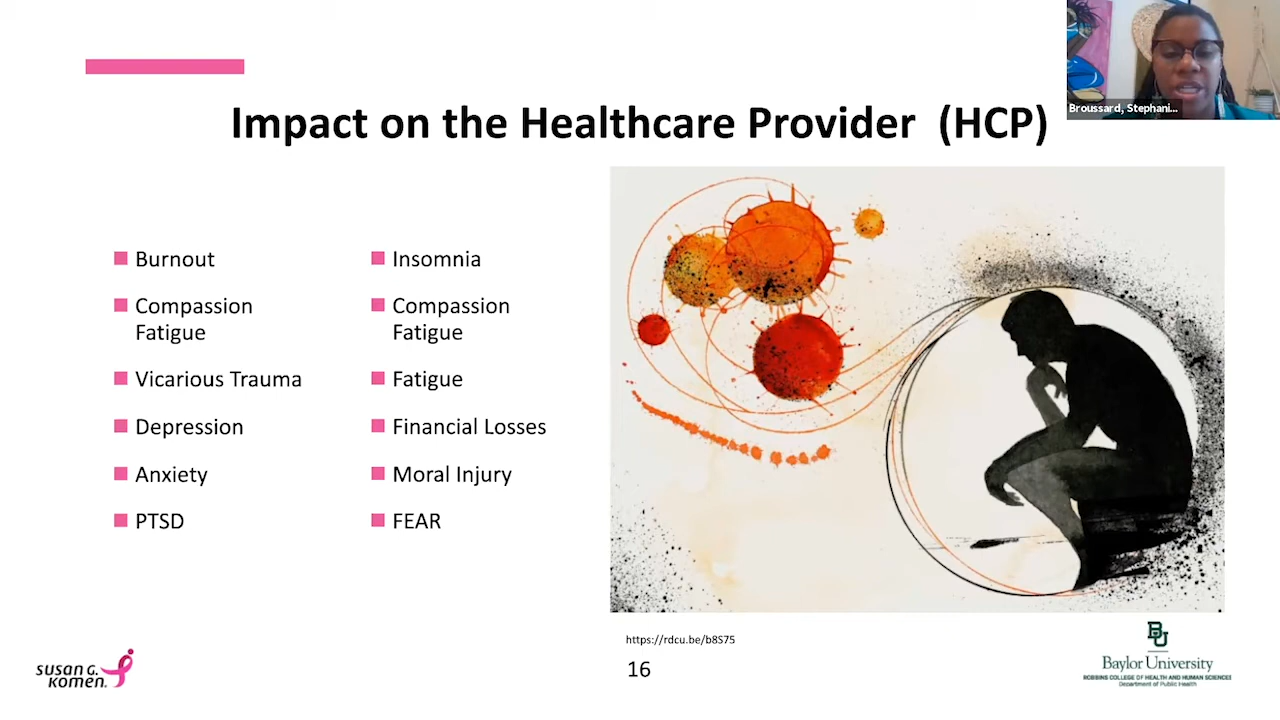 Broussard, Stephani...
Impact on the Healthcare Provider (HCP)
Burnout
Compassion
Fatigue
Vicarious Trauma
Depression
Anxiety
PTSD
Insomnia
Compassion
Fatigue
Fatigue
Financial Losses
Moral Injury
FEAR
https://rdcu.be/b8S75
16
susan G.
komen.
BU
Baylor University
ROBBINS COLLEGE OF HEALTH AND HUMAN SCIENCES
Department of Public Health